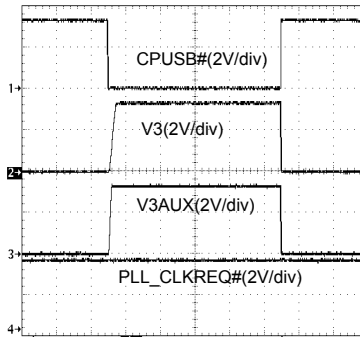 CPUSB#(2V/div)
1
V3(2V/div)
2
V3AUX(2V/div)
3
PLL_CLKREQ#(2V/div)
4